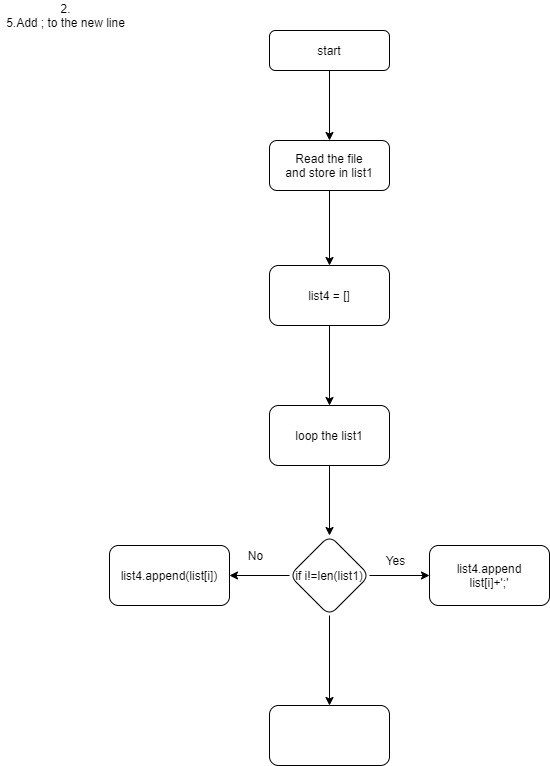 2.
5.Add ; to the new line
start
Read the file
and store in list1
list4 = []
loop the list1
No
Yes
list4.append(list[i])
if i!=len(list1)
list4.append
list[i]+';'